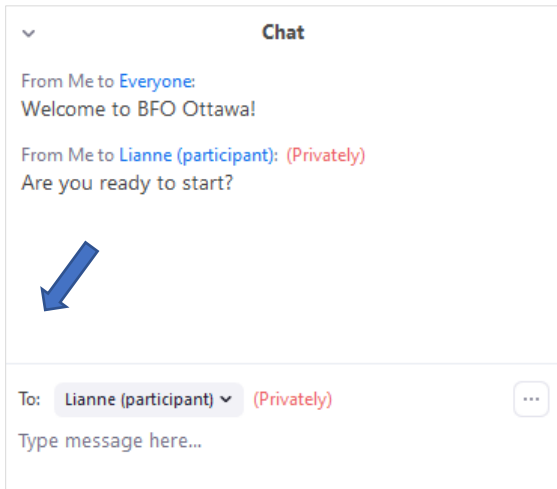 Chat
From Me to Everyone:
Welcome to BFO Ottawa!
From Me to Lianne (participant): (Privately)
Are you ready to start?
To: Lianne (participant) (Privately)
Type message here...